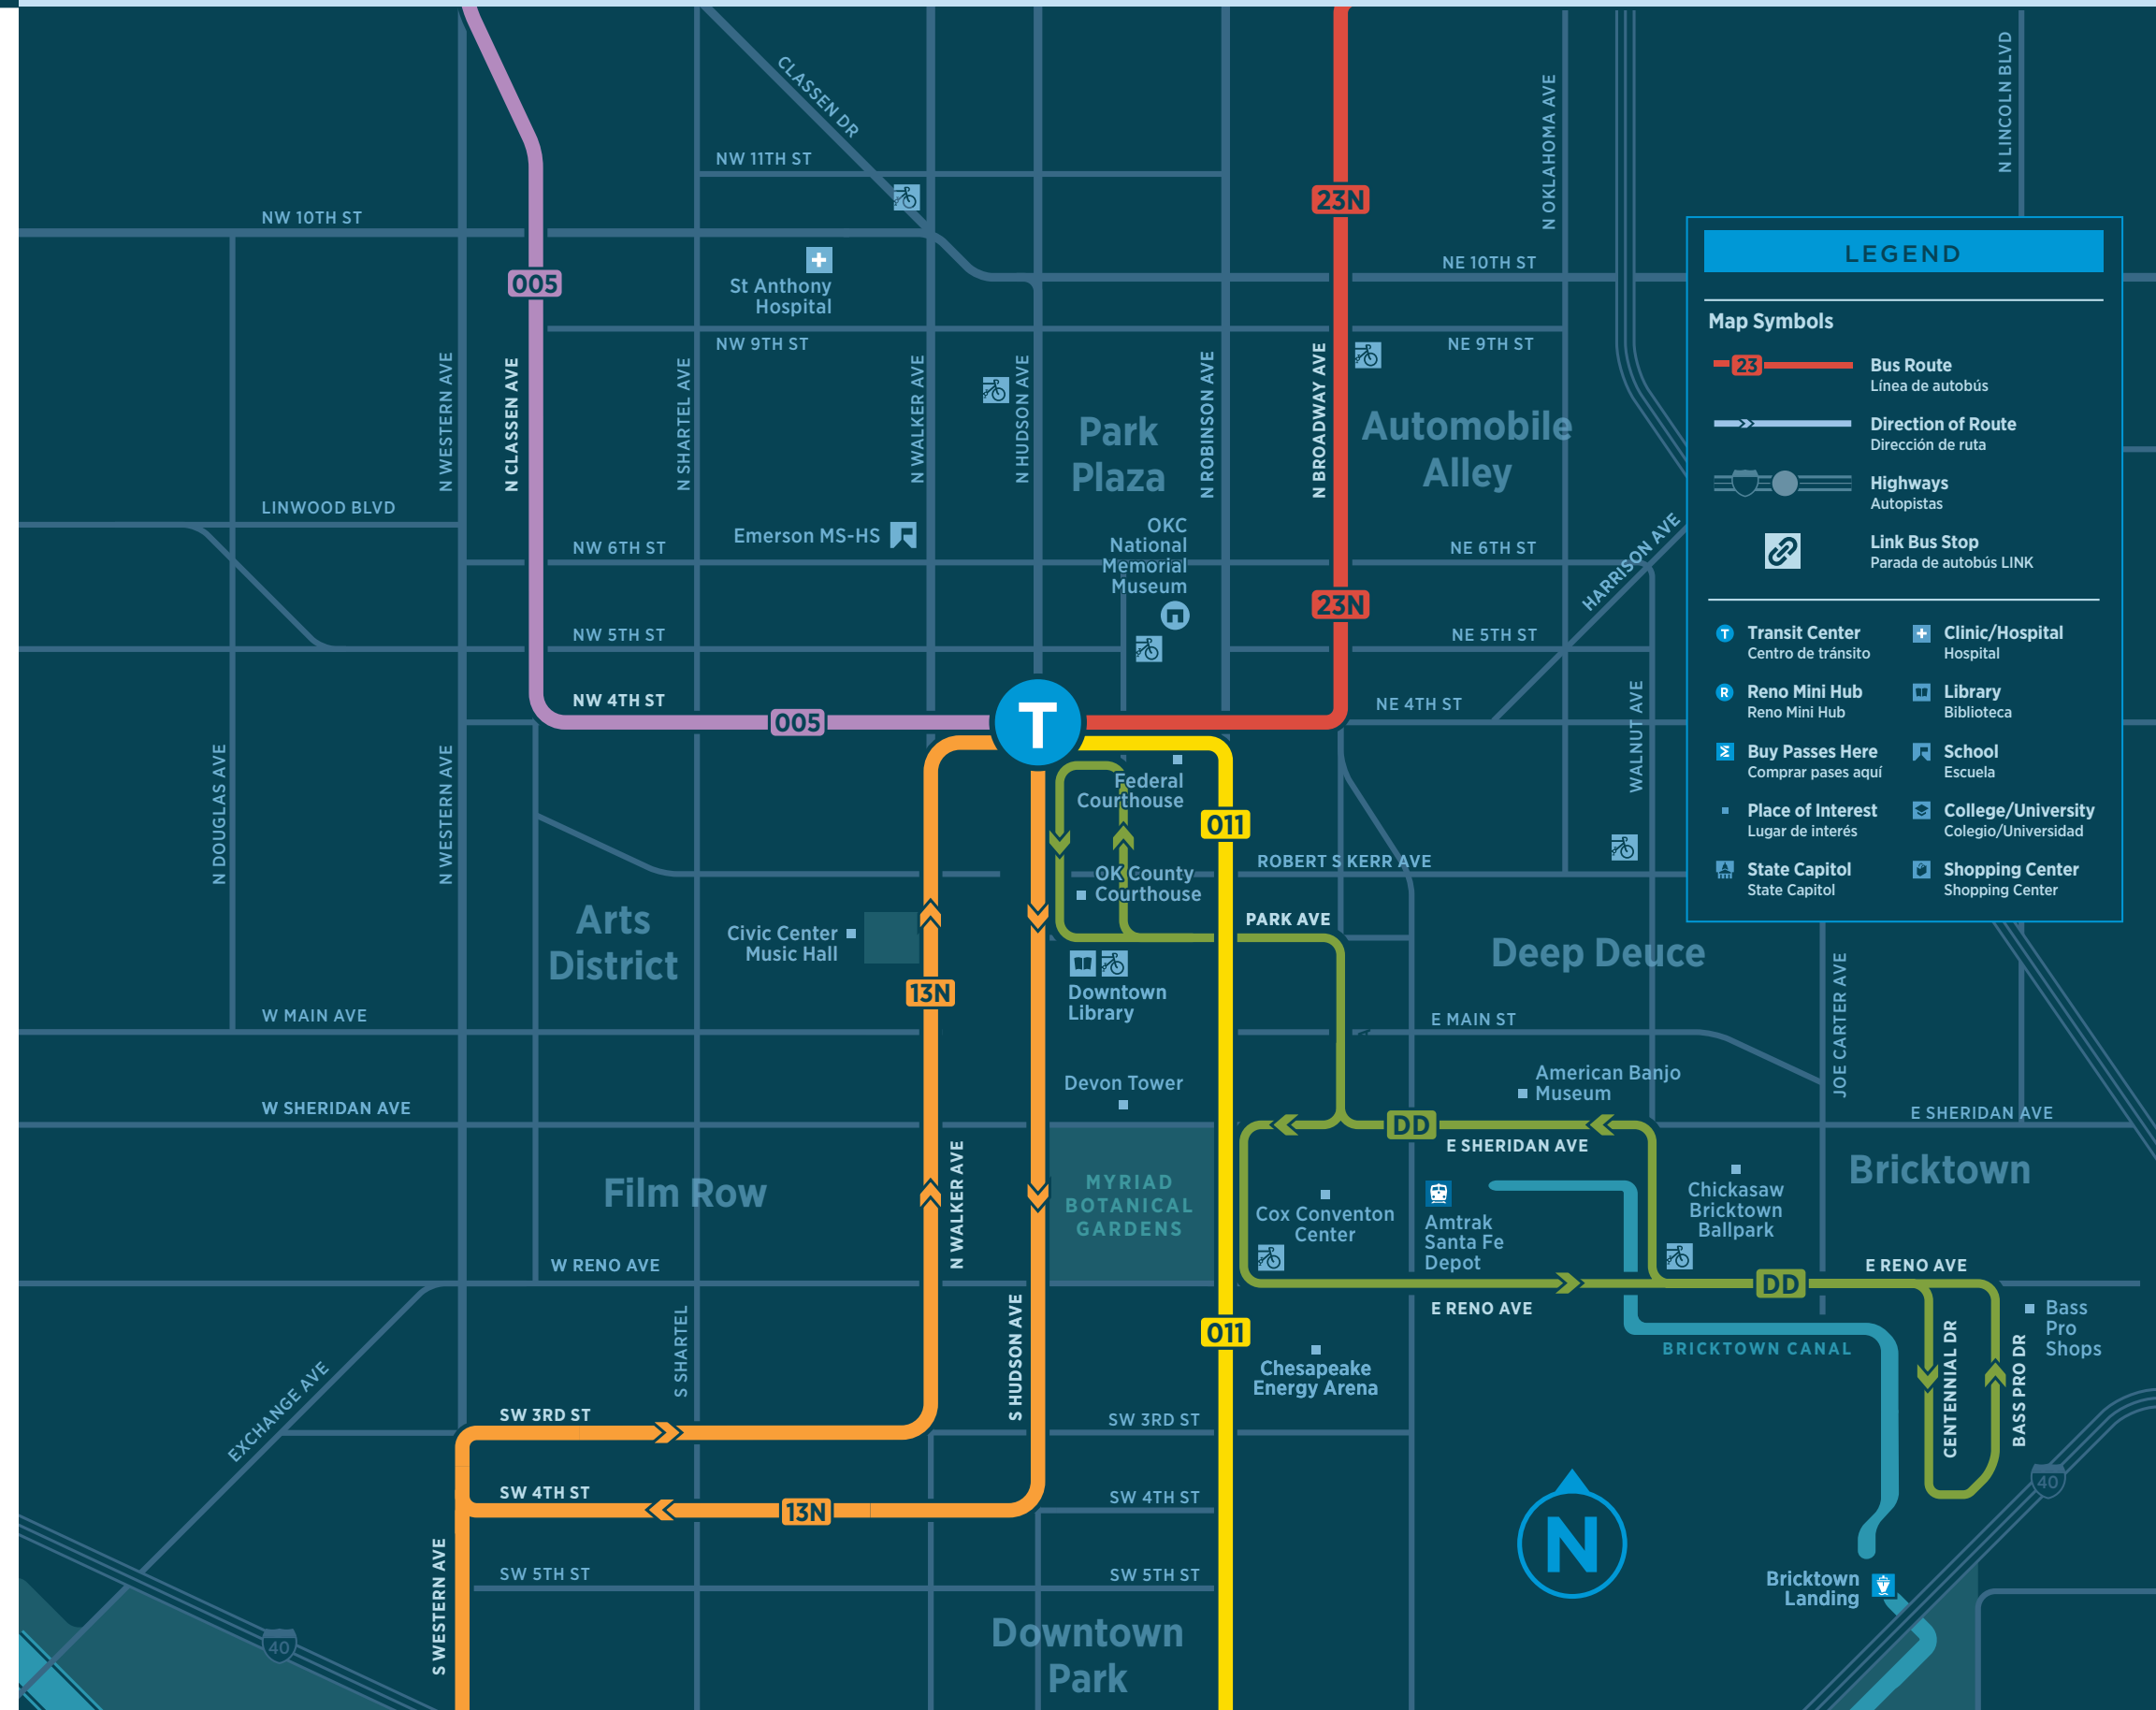 CLASSEN DR
N OKLAHOMA AVE
N LINCOLN BLVD
NW 11TH ST
23N
NW 10TH ST
NE 10TH ST
005
St Anthony
Hospital
NW 9TH ST
NE 9TH ST
N WESTERN AVE
N CLASSEN AVE
N SHARTEL AVE
N WALKER AVE
N HUDSON AVE
N ROBINSON AVE
N BROADWAY AVE
Park
Plaza
Automobile
Alley
LINWOOD BLVD
Emerson MS-HS
OKC
National
Memorial
Museum
NW 6TH ST
NE 6TH ST
HARRISON AVE
23N
NW 5TH ST
NE 5TH ST
NW 4TH ST
005
T
NE 4TH ST
WALNUT AVE
N DOUGLAS AVE
N WESTERN AVE
Federal
Courthouse
011
ROBERT S KERR AVE
OK County
Courthouse
PARK AVE
Arts
District
Civic Center
Music Hall
Deep Deuce
13N
Downtown
Library
JOE CARTER AVE
W MAIN AVE
E MAIN ST
Devon Tower
American Banjo
Museum
W SHERIDAN AVE
DD
E SHERIDAN AVE
E SHERIDAN AVE
Film Row
N WALKER AVE
MYRIAD
BOTANICAL
GARDENS
Cox Conventon
Center
Amtrak
Santa Fe
Depot
Chickasaw
Bricktown
Ballpark
Bricktown
W RENO AVE
E RENO AVE
DD
E RENO AVE
S SHARTEL
S HUDSON AVE
011
BRICKTOWN CANAL
CENTENNIAL DR
BASS PRO DR
Bass
Pro
Shops
Chesapeake
Energy Arena
EXCHANGE AVE
SW 3RD ST
SW 3RD ST
SW 4TH ST
13N
SW 4TH ST
40
N
S WESTERN AVE
SW 5TH ST
SW 5TH ST
Bricktown
Landing
40
Downtown
Park
LEGEND
Map Symbols
23
Bus Route
Línea de autobús
Direction of Route
Dirección de ruta
Highways
Autopistas
Link Bus Stop
Parada de autobús LINK
T
Transit Center
Centro de tránsito
R
Reno Mini Hub
Reno Mini Hub
Buy Passes Here
Comprar pases aquí
Place of Interest
Lugar de interés
State Capitol
State Capitol
Clinic/Hospital
Hospital
Library
Biblioteca
School
Escuela
College/University
Colegio/Universidad
Shopping Center
Shopping Center